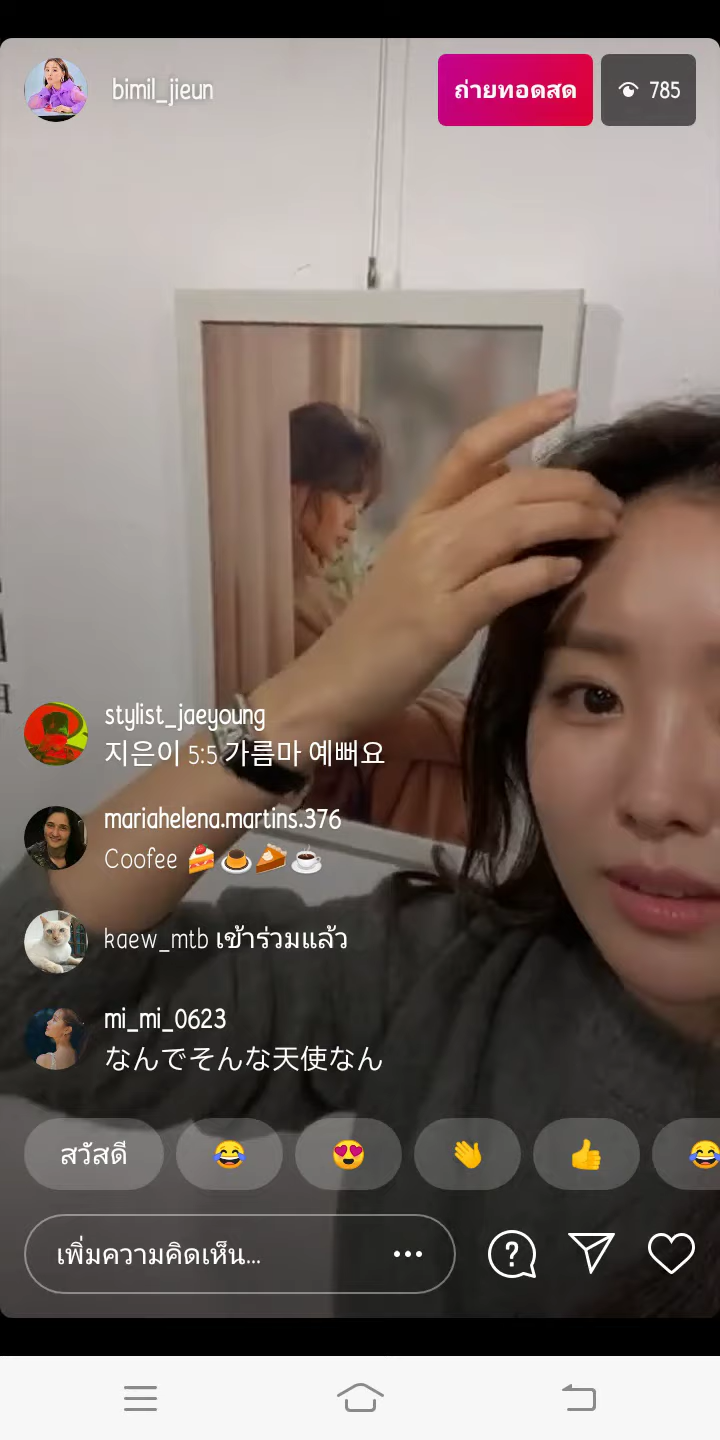 bimil_jieun
ถ่ายทอดสด
785
stylist_jaeyoung
지은이 5:5 가름마 예뻐요
mariahelena.martins.376
Coofee 🍰🍮🥧☕
kaew_mtb เข้าร่วมแล้ว
mi_mi_0623
なんでそんな天使なん
สวัสดี 😂 😍 👋 👍 😂
เพิ่มความคิดเห็น...